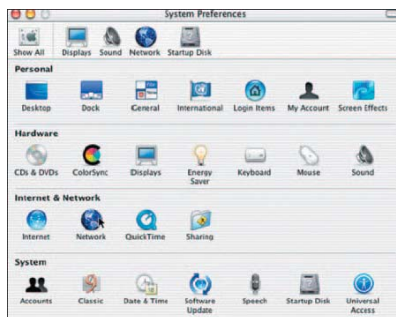 System Preferences
Show All Displays Sound Network Startup Disk
Personal
Desktop Dock General International Login Items My Account Screen Effects
Hardware
CDs & DVDs ColorSync Displays Energy Saver Keyboard Mouse Sound
Internet & Network
Internet Network QuickTime Sharing
System
Accounts Classic Date & Time Software Update Speech Startup Disk Universal Access